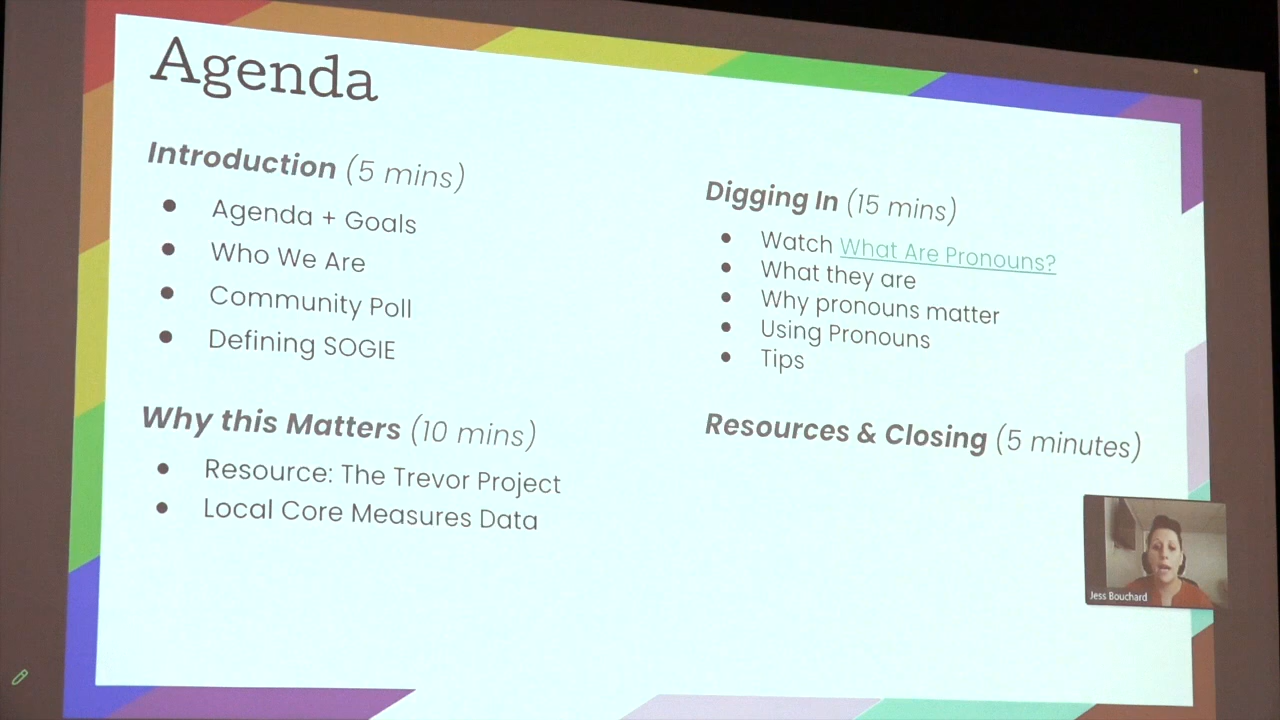 Agenda
Introduction (5 mins)
Agenda + Goals
Who We Are
Community Poll
Defining SOGIE
Why this Matters (10 mins)
Resource: The Trevor Project
Local Core Measures Data
Digging In (15 mins)
Watch What Are Pronouns?
What they are
Why pronouns matter
Using Pronouns
Tips
Resources & Closing (5 minutes)
Jess Bouchard